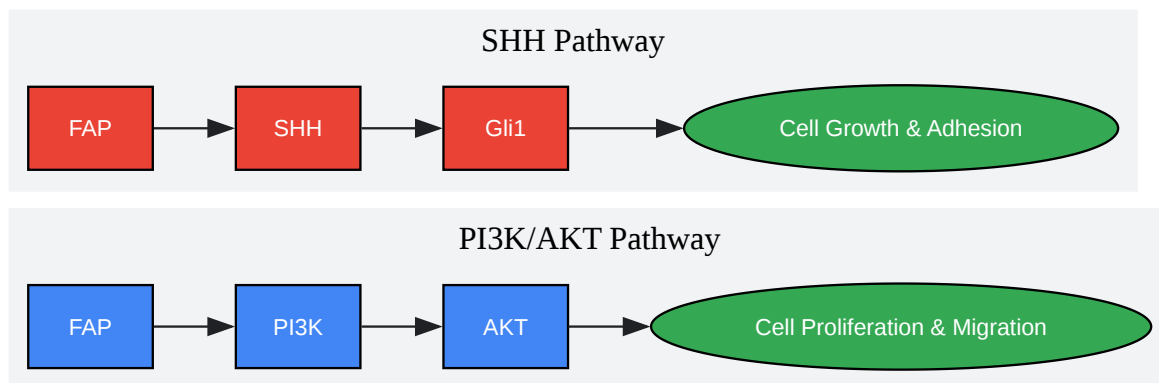 SHH Pathway
FAP
SHH
Gli1
Cell Growth & Adhesion
PI3K/AKT Pathway
FAP
PI3K
AKT
Cell Proliferation & Migration